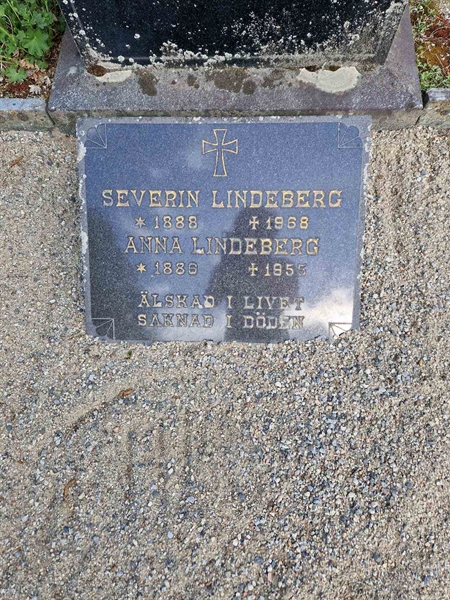 SEVERIN LINDEBERG
* 1888 ✝ 1968
ANNA LINDEBERG
* 1886 ✝ 1955
ÄLSKAD I LIVET
SAKNAD I DÖDEN